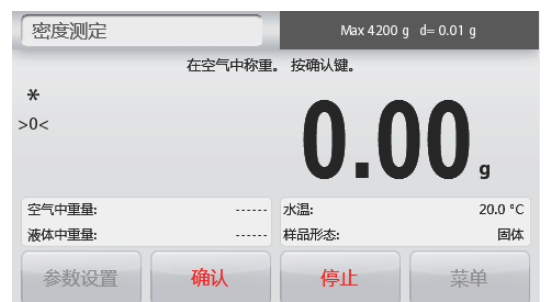 密度测定 Max 4200 g d= 0.01 g
在空气中称重。 按确认键。
*
>0<
0.00 g
空气中重量: ------ 水温: 20.0 °C
液体中重量: ------ 样品形态: 固体
参数设置 确认 停止 菜单